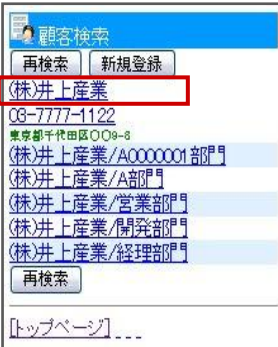 顧客検索
再検索 新規登録
(株)井上産業
03-7777-1122
東京都千代田区〇〇9-8
(株)井上産業/A0000001部門
(株)井上産業/A部門
(株)井上産業/営業部門
(株)井上産業/開発部門
(株)井上産業/経理部門
再検索
[トップページ]